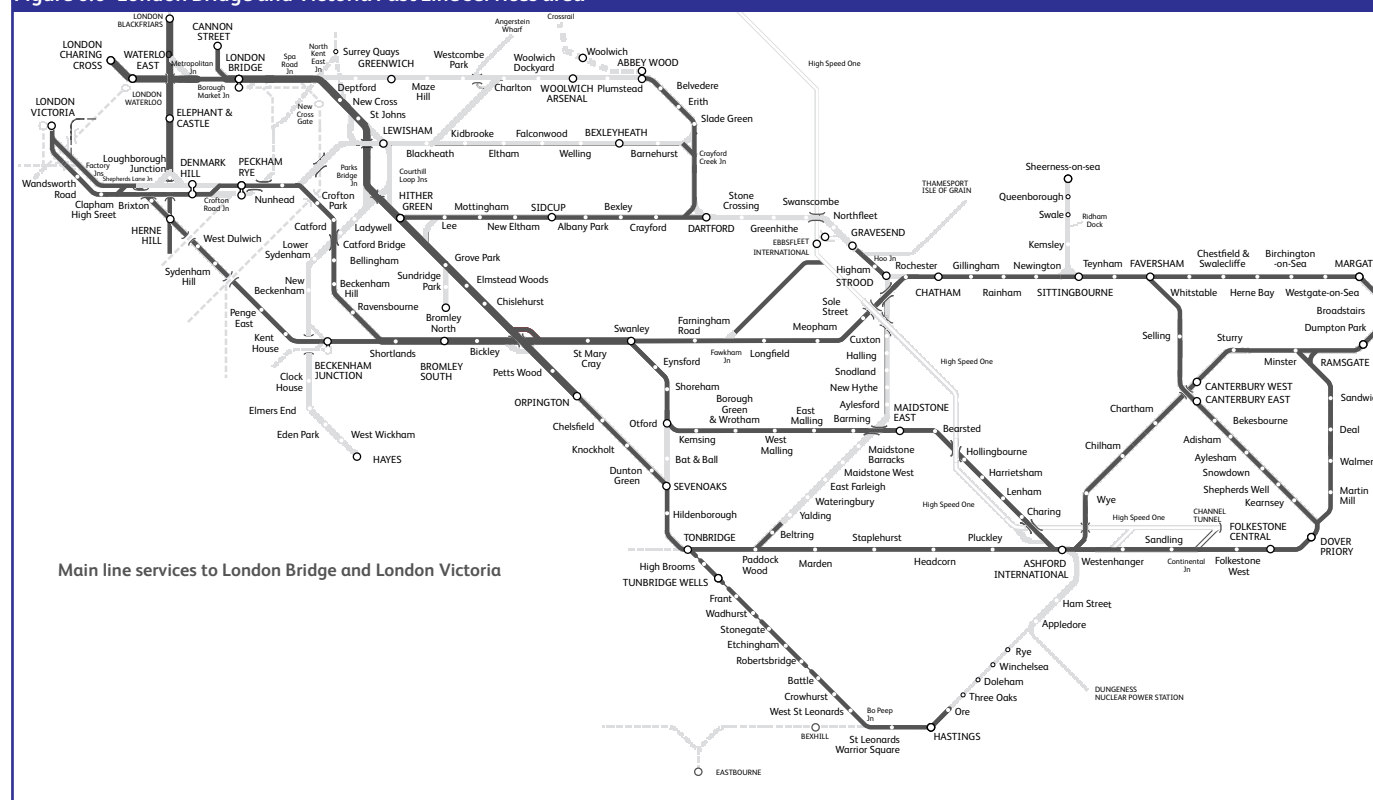 LONDON
BLACKFRIARS
CANNON
STREET
LONDON
CHARING
CROSS
WATERLOO
EAST
Metropolitan
Jn
LONDON
BRIDGE
Borough
Market Jn
Spa
Road
Jn
North
Kent
East
Jn
Surrey Quays
GREENWICH
Deptford
Maze
Hill
Westcombe
Park
Angerstein
Wharf
Charlton
Woolwich
Dockyard
WOOLWICH
ARSENAL
Crossrail
Woolwich
ABBEY WOOD
Plumstead
Belvedere
Erith
Slade Green
High Speed One
LONDON
VICTORIA
LONDON
WATERLOO
ELEPHANT &
CASTLE
New
Cross
Gate
New Cross
St Johns
LEWISHAM
Blackheath
Kidbrooke
Eltham
Falconwood
Welling
BEXLEYHEATH
Barnehurst
Crayford
Creek Jn
Factory
Jns
Wandsworth
Road
Clapham
High Sreet
Shepherds Lane Jn
Brixton
Loughborough
Junction
DENMARK
HILL
Crofton
Road Jn
PECKHAM
RYE
Nunhead
Parks
Bridge
Jn
Courthill
Loop Jns
HITHER
GREEN
Lee
Mottingham
New Eltham
SIDCUP
Albany Park
Bexley
Crayford
DARTFORD
Stone
Crossing
Greenhithe
Swanscombe
EBBSFLEET
INTERNATIONAL
Northfleet
GRAVESEND
Hoo Jn
THAMESPORT
ISLE OF GRAIN
Higham
STROOD
Rochester
CHATHAM
Gillingham
Rainham
Newington
SITTINGBOURNE
Sheerness-on-sea
Queenborough
Swale
Ridham
Dock
Kemsley
Teynham
FAVERSHAM
Whitstable
Chestfield &
Swalecliffe
Herne Bay
Birchington
-on-Sea
Westgate-on-Sea
MARGAT
Broadstairs
Dumpton Park
RAMSGATE
HERNE
HILL
West Dulwich
Sydenham
Hill
Penge
East
Kent
House
Crofton
Park
Catford
Ladywell
Catford Bridge
Bellingham
Lower
Sydenham
New
Beckenham
Beckenham
Hill
Ravensbourne
BECKENHAM
JUNCTION
Clock
House
Elmers End
Eden Park
West Wickham
HAYES
Shortlands
BROMLEY
SOUTH
Bickley
Grove Park
Sundridge
Park
Bromley
North
Elmstead Woods
Chislehurst
Petts Wood
ORPINGTON
Chelsfield
Knockholt
Dunton
Green
SEVENOAKS
St Mary
Cray
Swanley
Farningham
Road
Fawkham
Jn
Longfield
Meopham
Sole
Street
Eynsford
Shoreham
Otford
Bat & Ball
Kemsing
Borough
Green
& Wrotham
West
Malling
East
Malling
Barming
Cuxton
Halling
Snodland
New Hythe
Aylesford
MAIDSTONE
EAST
Maidstone
Barracks
Maidstone West
East Farleigh
Wateringbury
Yalding
Beltring
Bearsted
Hollingbourne
Harrietsham
Lenham
Charing
High Speed One
High Speed One
High Speed One
Hildenborough
TONBRIDGE
Paddock
Wood
Marden
Staplehurst
Headcorn
Pluckley
ASHFORD
INTERNATIONAL
Westenhanger
Sandling
Continental
Jn
CHANNEL
TUNNEL
Folkestone
West
FOLKESTONE
CENTRAL
DOVER
PRIORY
Selling
CANTERBURY WEST
CANTERBURY EAST
Sturry
Minster
Chartham
Chilham
Wye
Bekesbourne
Adisham
Aylesham
Snowdown
Shepherds Well
Kearnsey
Sandwi
Deal
Walmer
Martin
Mill
Main line services to London Bridge and London Victoria
High Brooms
TUNBRIDGE WELLS
Frant
Wadhurst
Stonegate
Etchingham
Robertsbridge
Battle
Crowhurst
West St Leonards
Bo Peep
Jn
St Leonards
Warrior Square
HASTINGS
Ore
Three Oaks
Doleham
Winchelsea
Rye
Appledore
Ham Street
DUNGENESS
NUCLEAR POWER STATION
BEXHILL
EASTBOURNE